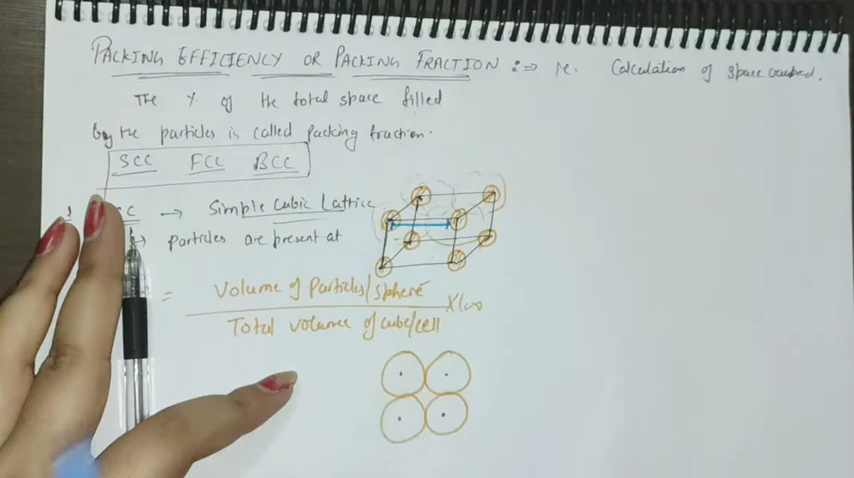 PACKING EFFICIENCY OR PACKING FRACTION :→ Calculation of space
The % of the total space filled
by the particles is called packing fraction.
SCC FCC BCC
→ Simple Cubic Lattice
particles are present at
= Volume of Particles/Sphere
Total volume of cube/cell
X100